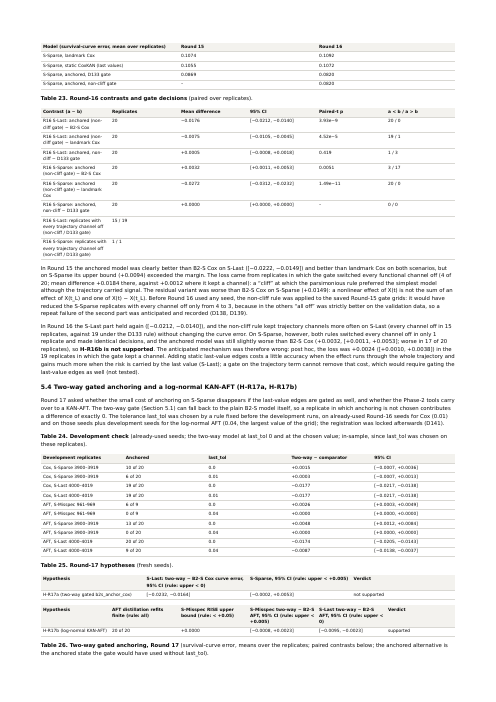 Model (survival-curve error, mean over replicates) Round 15 Round 16
S-Sparse, landmark Cox 0.1074 0.1092
S-Sparse, static CoxKAN (last values) 0.1055 0.1072
S-Sparse, anchored, D133 gate 0.0869 0.0820
S-Sparse, anchored, non-cliff gate – 0.0820
Table 23. Round-16 contrasts and gate decisions (paired over replicates).
Contrast (a − b) Replicates Mean difference 95% CI Paired-t p a < b / a > b
R16 S-Last: anchored (non-cliff gate) − B2-S Cox 20 −0.0176 [−0.0212, −0.0140] 3.93e−9 20 / 0
R16 S-Last: anchored (non-cliff gate) − landmark Cox 20 −0.0075 [−0.0105, −0.0045] 4.52e−5 19 / 1
R16 S-Last: anchored, non-cliff − D133 gate 20 +0.0005 [−0.0008, +0.0018] 0.419 1 / 3
R16 S-Sparse: anchored (non-cliff gate) − B2-S Cox 20 +0.0032 [+0.0011, +0.0053] 0.0051 3 / 17
R16 S-Sparse: anchored (non-cliff gate) − landmark Cox 20 −0.0272 [−0.0312, −0.0232] 1.49e−11 20 / 0
R16 S-Sparse: anchored, non-cliff − D133 gate 20 +0.0000 [+0.0000, +0.0000] – 0 / 0
R16 S-Last: replicates with every trajectory channel off (non-cliff / D133 gate) 15 / 19
R16 S-Sparse: replicates with every trajectory channel off (non-cliff / D133 gate) 1 / 1
In Round 15 the anchored model was clearly better than B2-S Cox on S-Last ([−0.0222, −0.0149]) and better than landmark Cox on both scenarios, but
on S-Sparse its upper bound (+0.0094) exceeded the margin. The loss came from replicates in which the gate switched every functional channel off (4 of
20; mean difference +0.0184 there, against +0.0012 where it kept a channel): a "cliff" at which the parsimonious rule preferred the simplest model
although the trajectory carried signal. The residual variant was worse than B2-S Cox on S-Sparse (+0.0149): a nonlinear effect of X(t) is not the sum of an
effect of X(t_L) and one of X(t) − X(t_L). Before Round 16 used any seed, the non-cliff rule was applied to the saved Round-15 gate grids: it would have
reduced the S-Sparse replicates with every channel off only from 4 to 3, because in the others "all off" was strictly better on the validation data, so a
repeat failure of the second part was anticipated and recorded (D138, D139).
In Round 16 the S-Last part held again ([−0.0212, −0.0140]), and the non-cliff rule kept trajectories more often on S-Last (every channel off in 15
replicates, against 19 under the D133 rule) without changing the curve error. On S-Sparse, however, both rules switched every channel off in only 1
replicate and made identical decisions, and the anchored model was still slightly worse than B2-S Cox (+0.0032, [+0.0011, +0.0053]; worse in 17 of 20
replicates), so H-R16b is not supported. The anticipated mechanism was therefore wrong: post hoc, the loss was +0.0024 ([+0.0010, +0.0038]) in the
19 replicates in which the gate kept a channel. Adding static last-value edges costs a little accuracy when the effect runs through the whole trajectory and
gains much more when the risk is carried by the last value (S-Last); a gate on the trajectory term cannot remove that cost, which would require gating the
last-value edges as well (not tested).
5.4 Two-way gated anchoring and a log-normal KAN-AFT (H-R17a, H-R17b)
Round 17 asked whether the small cost of anchoring on S-Sparse disappears if the last-value edges are gated as well, and whether the Phase-2 tools carry
over to a KAN-AFT. The two-way gate (Section 5.1) can fall back to the plain B2-S model itself, so a replicate in which anchoring is not chosen contributes
a difference of exactly 0. The tolerance last_tol was chosen by a rule fixed before the development runs, on already-used Round-16 seeds for Cox (0.01)
and on those seeds plus development seeds for the log-normal AFT (0.04, the largest value of the grid); the registration was locked afterwards (D141).
Table 24. Development check (already-used seeds; the two-way model at last_tol 0 and at the chosen value; in-sample, since last_tol was chosen on
these replicates).
Development replicates Anchored last_tol Two-way − comparator 95% CI
Cox, S-Sparse 3900–3919 10 of 20 0.0 +0.0015 [−0.0007, +0.0036]
Cox, S-Sparse 3900–3919 6 of 20 0.01 +0.0003 [−0.0007, +0.0013]
Cox, S-Last 4000–4019 19 of 20 0.0 −0.0177 [−0.0217, −0.0138]
Cox, S-Last 4000–4019 19 of 20 0.01 −0.0177 [−0.0217, −0.0138]
AFT, S-Misspec 961–969 6 of 9 0.0 +0.0026 [+0.0003, +0.0049]
AFT, S-Misspec 961–969 0 of 9 0.04 +0.0000 [+0.0000, +0.0000]
AFT, S-Sparse 3900–3919 13 of 20 0.0 +0.0048 [+0.0012, +0.0084]
AFT, S-Sparse 3900–3919 0 of 20 0.04 +0.0000 [+0.0000, +0.0000]
AFT, S-Last 4000–4019 20 of 20 0.0 −0.0174 [−0.0205, −0.0143]
AFT, S-Last 4000–4019 9 of 20 0.04 −0.0087 [−0.0138, −0.0037]
Table 25. Round-17 hypotheses (fresh seeds).
Hypothesis S-Last: two-way − B2-S Cox curve error, 95% CI (rule: upper < 0) S-Sparse, 95% CI (rule: upper < +0.005) Verdict
H-R17a (two-way gated b2s_anchor_cox) [−0.0232, −0.0164] [−0.0002, +0.0053] not supported
Hypothesis AFT distillation refits finite (rule: all) S-Misspec RISE upper bound (rule: < +0.05) S-Misspec two-way − B2-S AFT, 95% CI (rule: upper < +0.005) S-Last two-way − B2-S AFT, 95% CI (rule: upper < 0) Verdict
H-R17b (log-normal KAN-AFT) 20 of 20 +0.0000 [−0.0008, +0.0023] [−0.0095, −0.0023] supported
Table 26. Two-way gated anchoring, Round 17 (survival-curve error, means over the replicates; paired contrasts below; the anchored alternative is
the anchored state the gate would have used without last_tol).